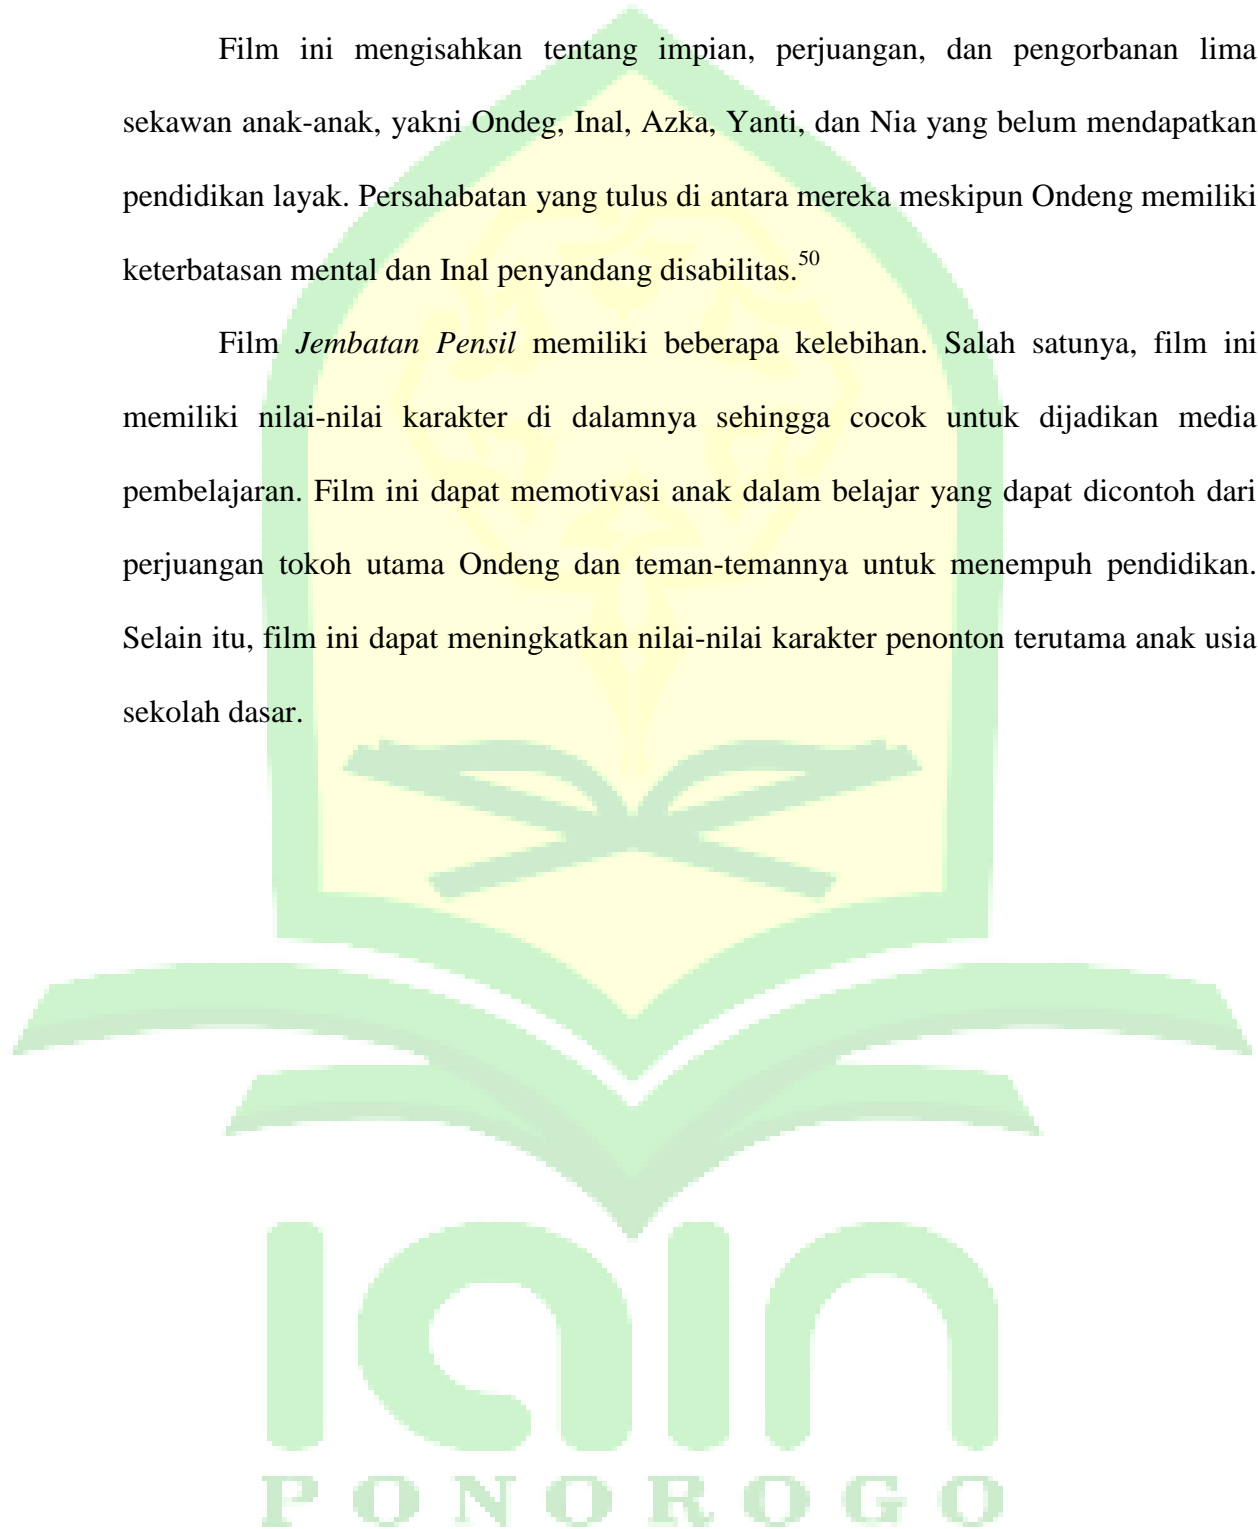 Film ini mengisahkan tentang impian, perjuangan, dan pengorbanan lima
sekawan anak-anak, yakni Ondeg, Inal, Azka, Yanti, dan Nia yang belum mendapatkan
pendidikan layak. Persahabatan yang tulus di antara mereka meskipun Ondeng memiliki
keterbatasan mental dan Inal penyandang disabilitas.50
Film Jembatan Pensil memiliki beberapa kelebihan. Salah satunya, film ini
memiliki nilai-nilai karakter di dalamnya sehingga cocok untuk dijadikan media
pembelajaran. Film ini dapat memotivasi anak dalam belajar yang dapat dicontoh dari
perjuangan tokoh utama Ondeng dan teman-temannya untuk menempuh pendidikan.
Selain itu, film ini dapat meningkatkan nilai-nilai karakter penonton terutama anak usia
sekolah dasar.
iain
PONOROGO